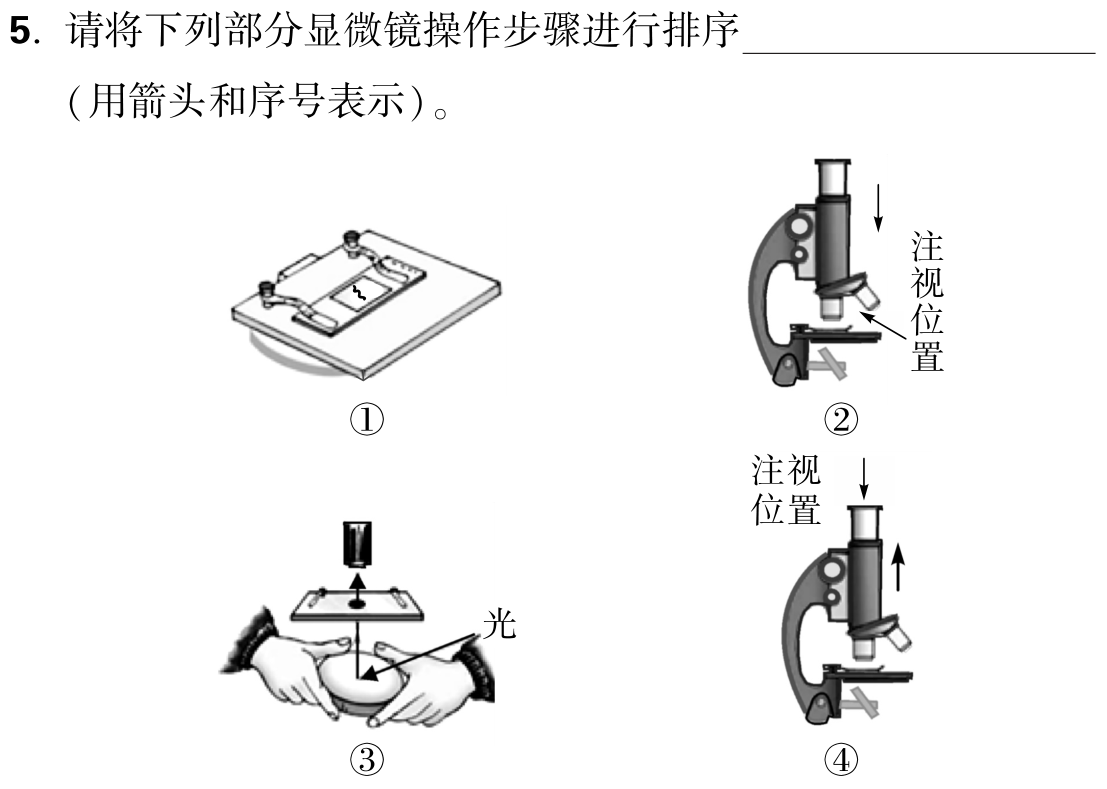 5. 请将下列部分显微镜操作步骤进行排序
(用箭头和序号表示)。
注视位置
①
②
注视
位置
光
③
④